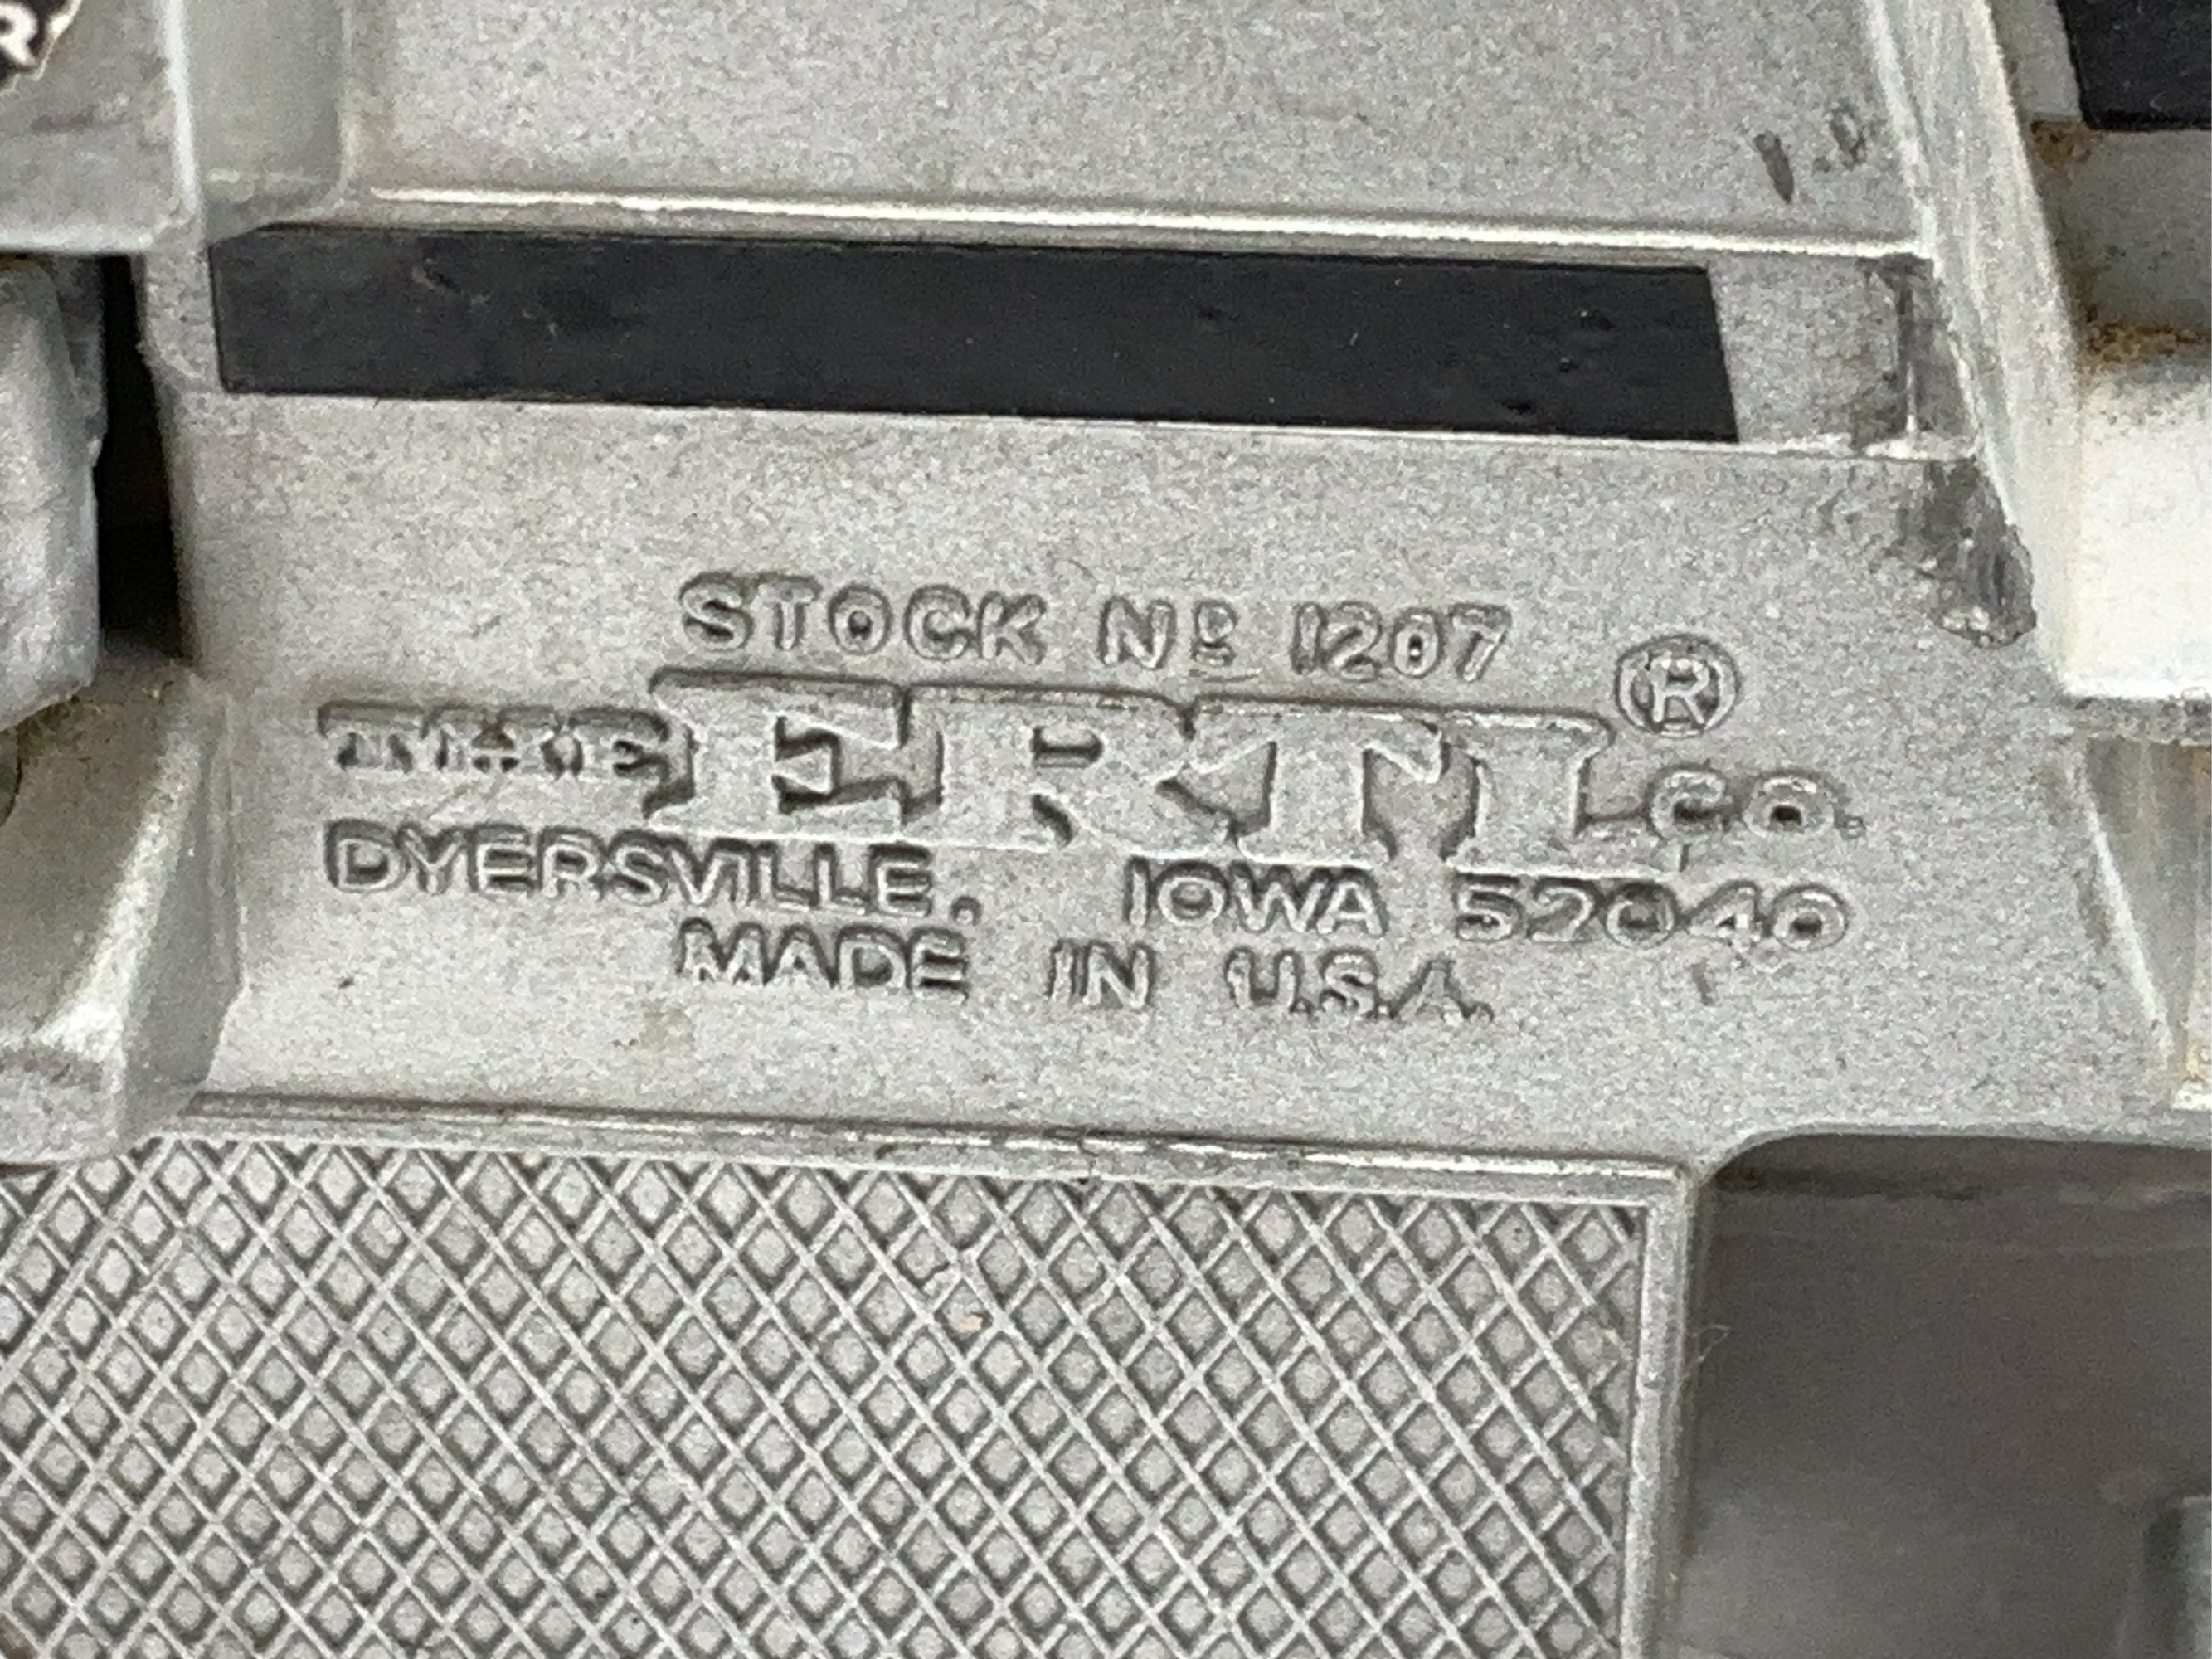 R
STOCK Nº 1207
THE ERTL ® CO.
DYERSVILLE, IOWA 52040
MADE IN U.S.A.